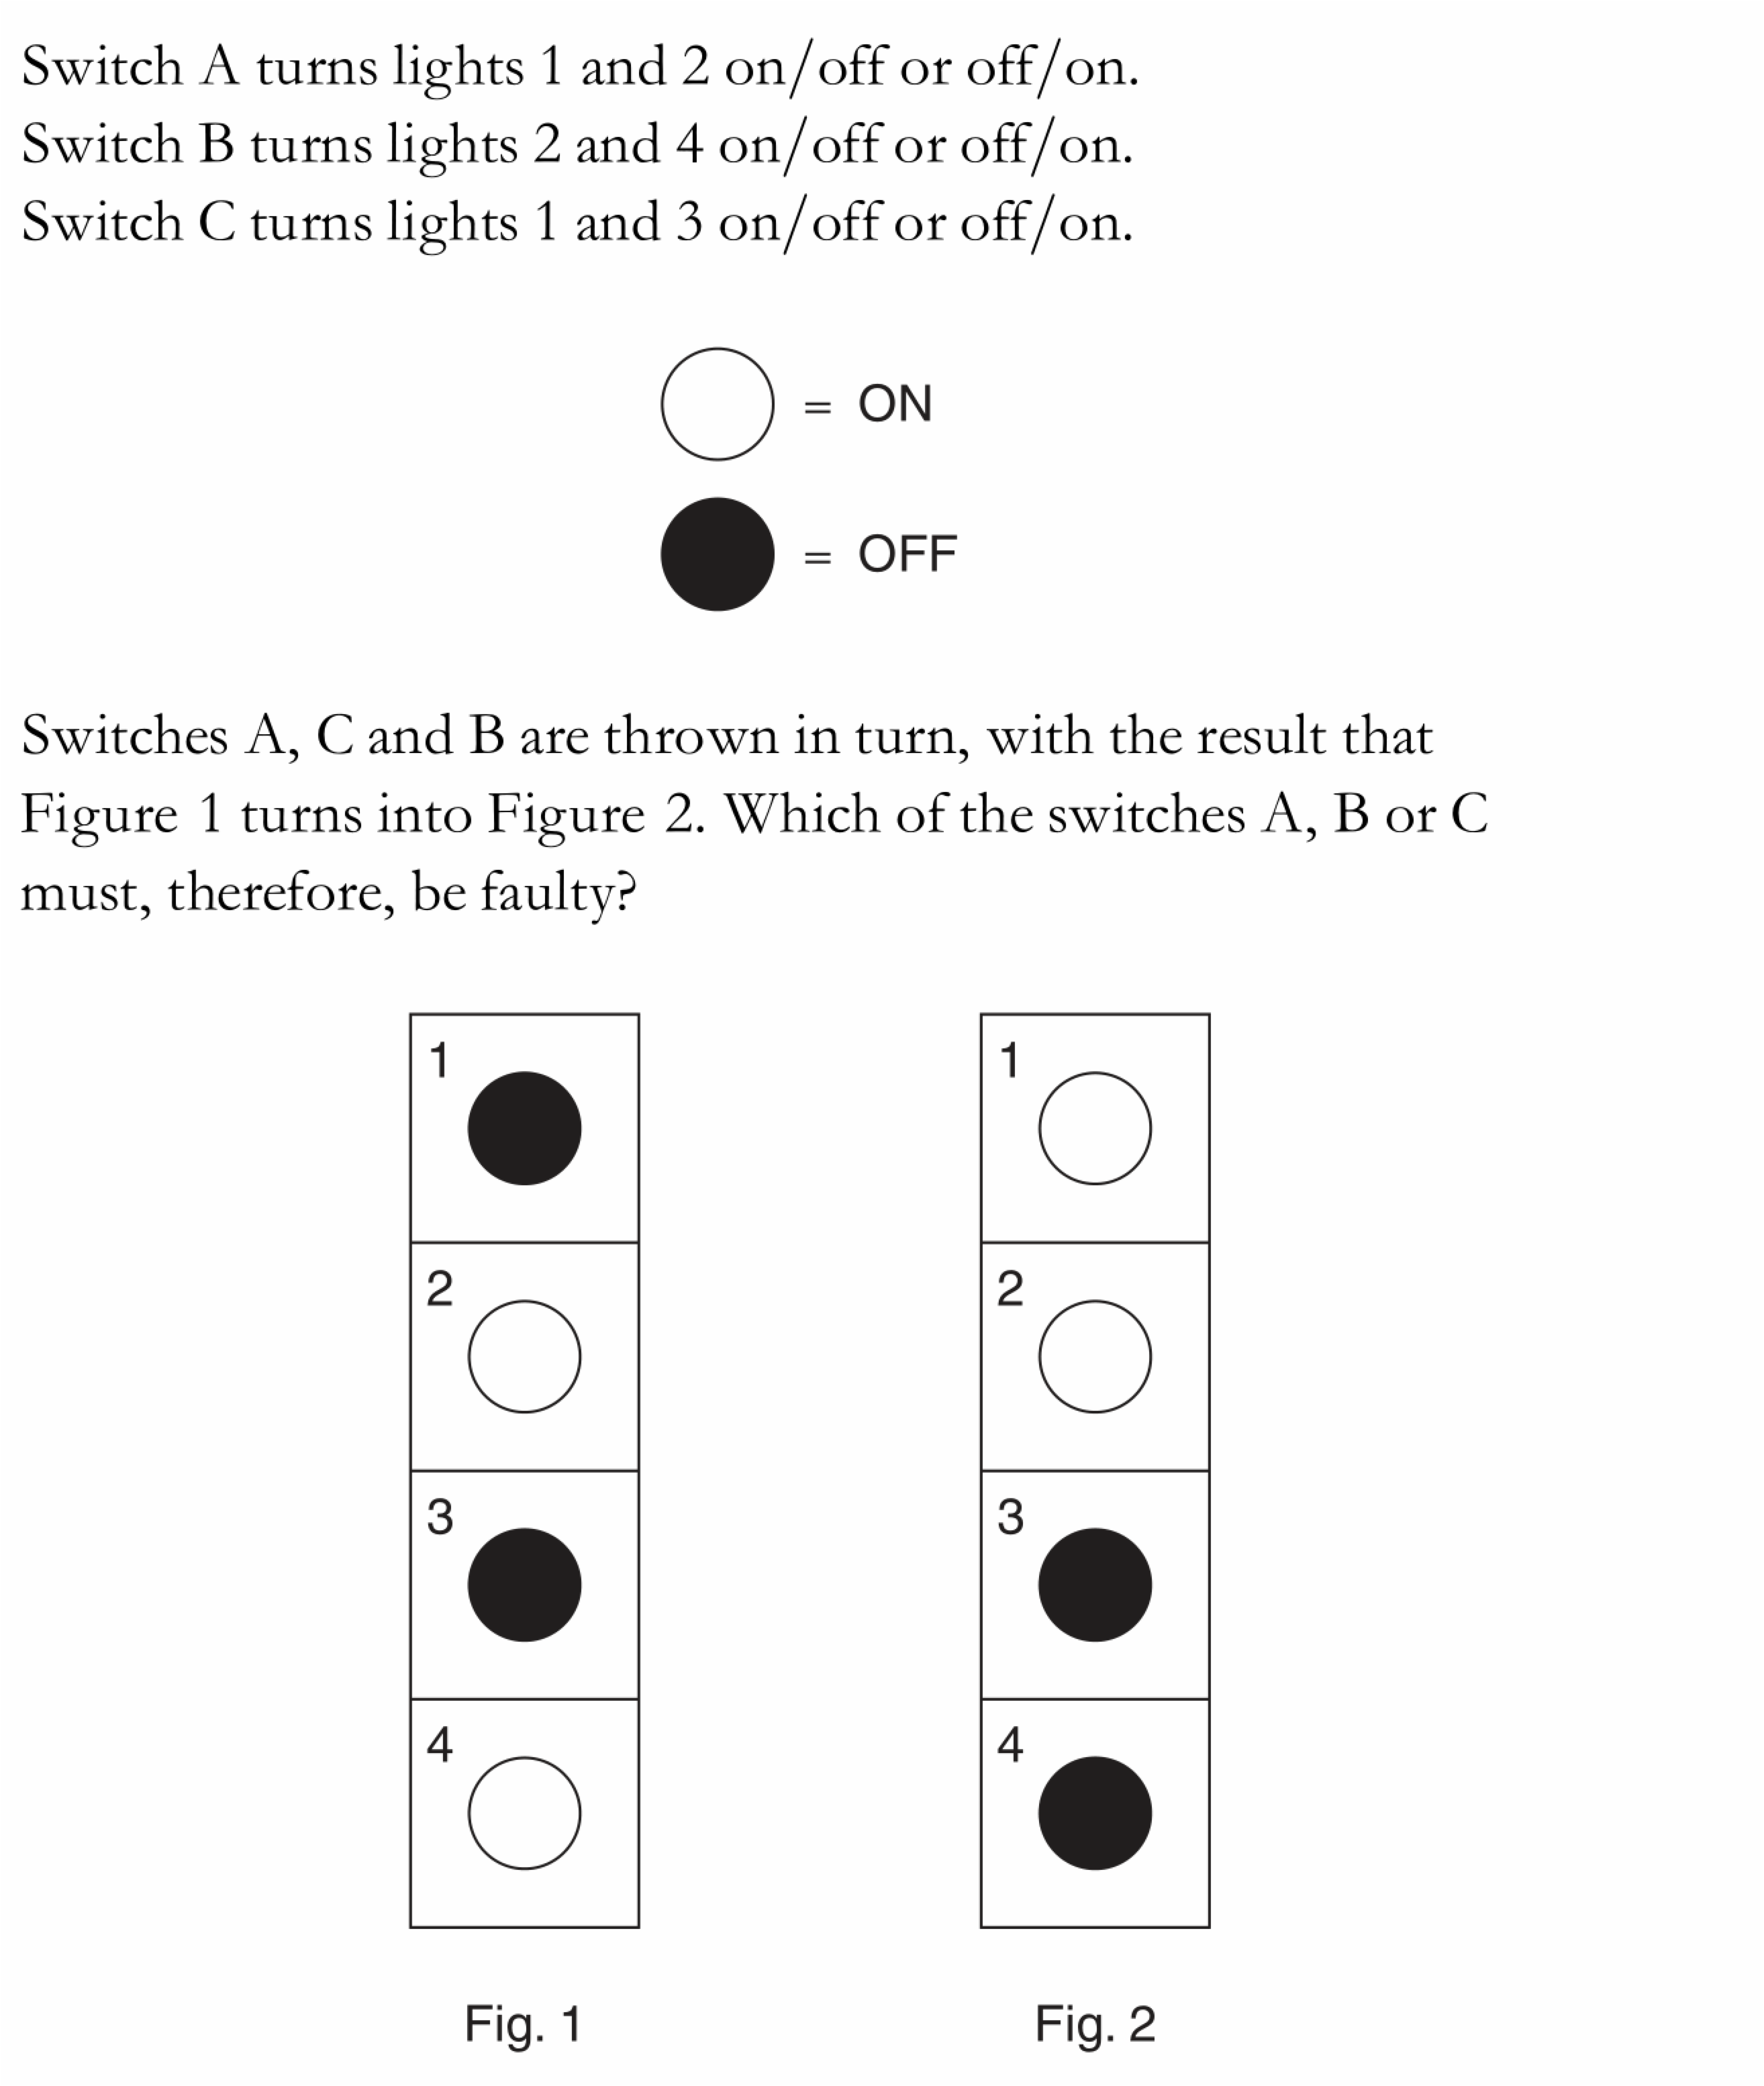 Switch A turns lights 1 and 2 on/off or off/on.
Switch B turns lights 2 and 4 on/off or off/on.
Switch C turns lights 1 and 3 on/off or off/on.
= ON
= OFF
Switches A, C and B are thrown in turn, with the result that
Figure 1 turns into Figure 2. Which of the switches A, B or C
must, therefore, be faulty?
1 1
2 2
3 3
4 4
Fig. 1 Fig. 2